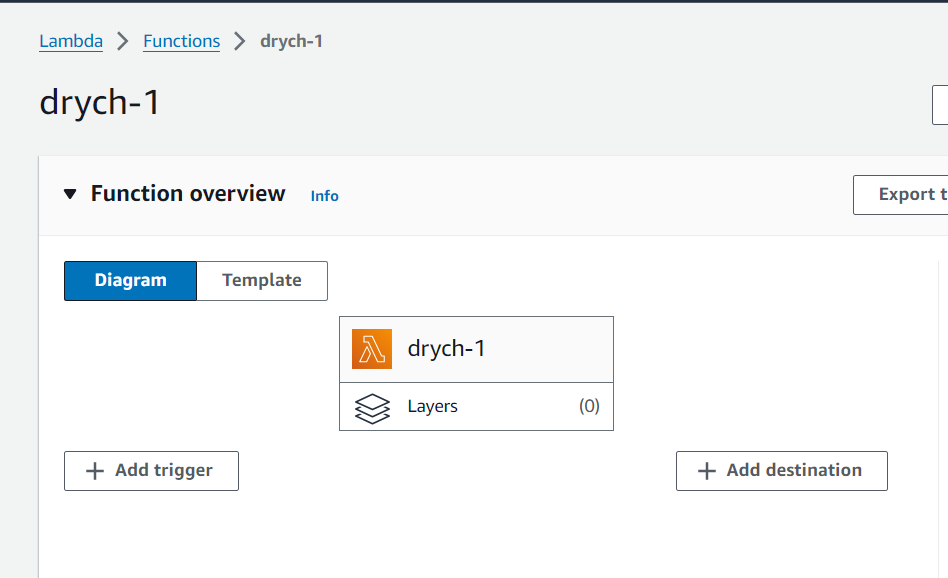 Lambda > Functions > drych-1
drych-1
Function overview Info
Export t
Diagram Template
drych-1
Layers (0)
+ Add trigger
+ Add destination